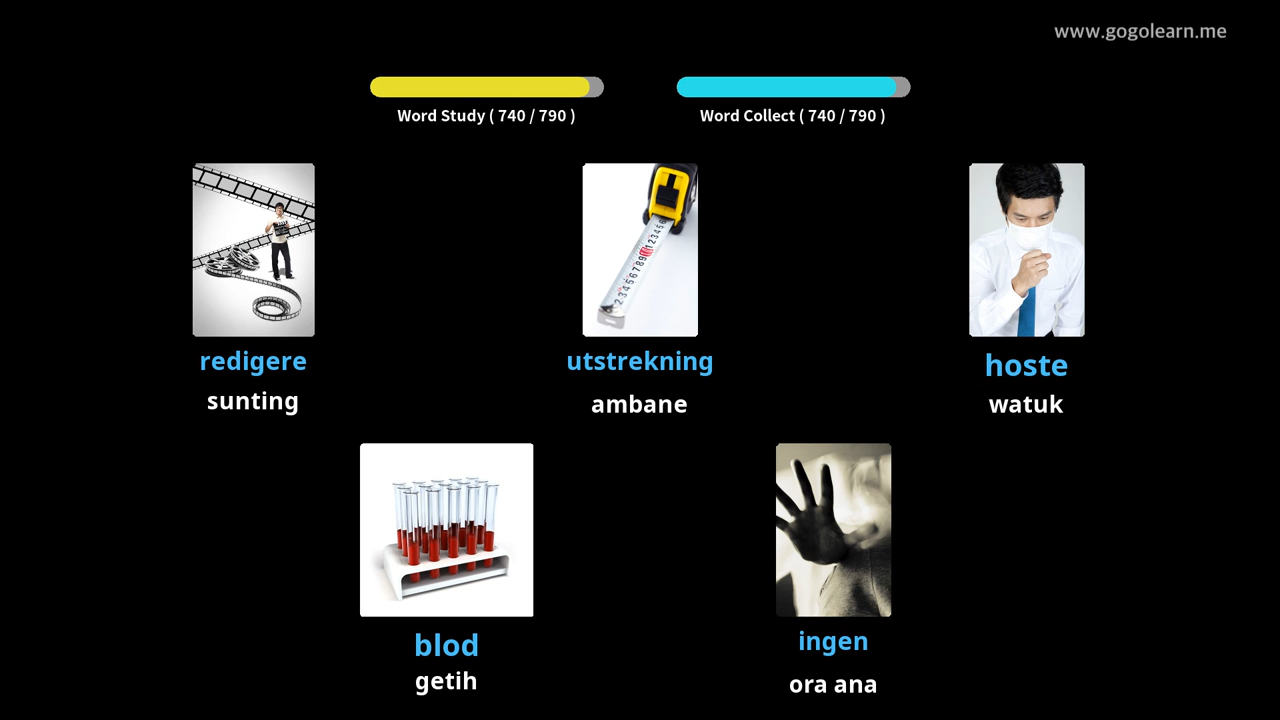 www.gogolearn.me
Word Study ( 740 / 790 )
Word Collect ( 740 / 790 )
redigere
sunting
utstrekning
ambane
hoste
watuk
blod
getih
ingen
ora ana